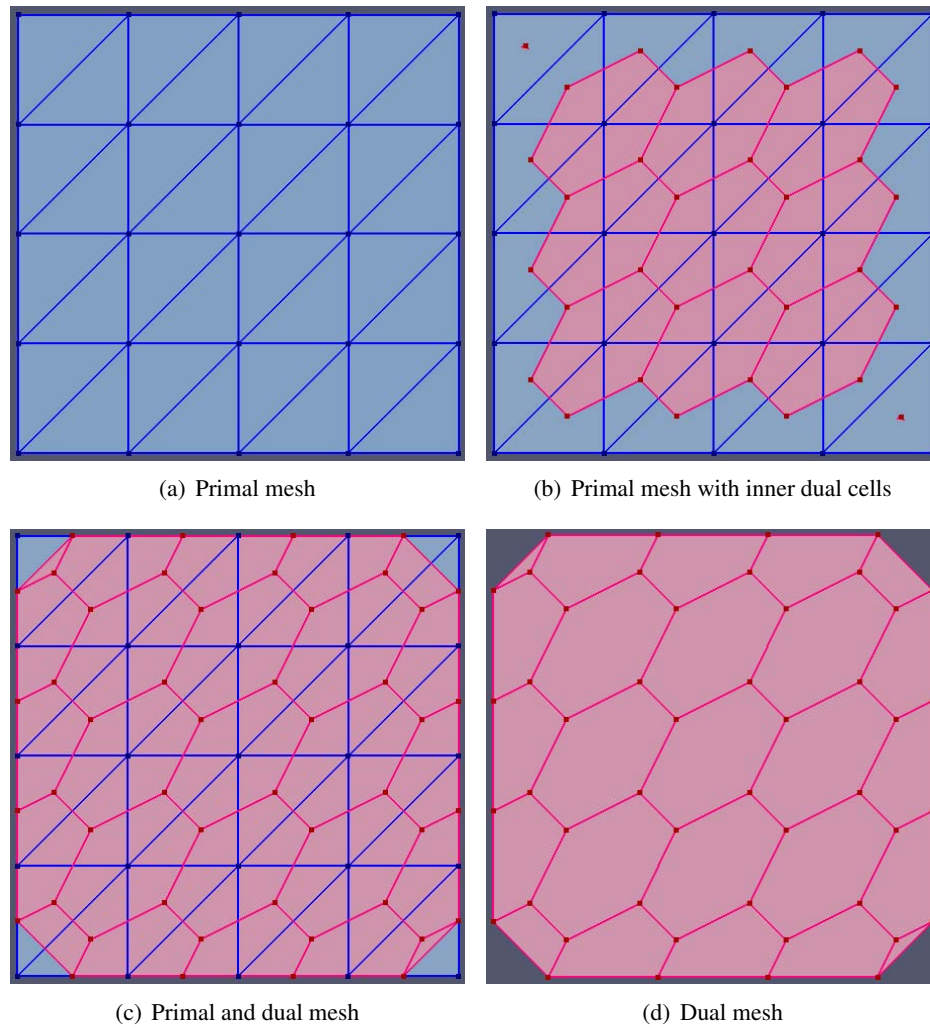 (a) Primal mesh
(b) Primal mesh with inner dual cells
(c) Primal and dual mesh
(d) Dual mesh